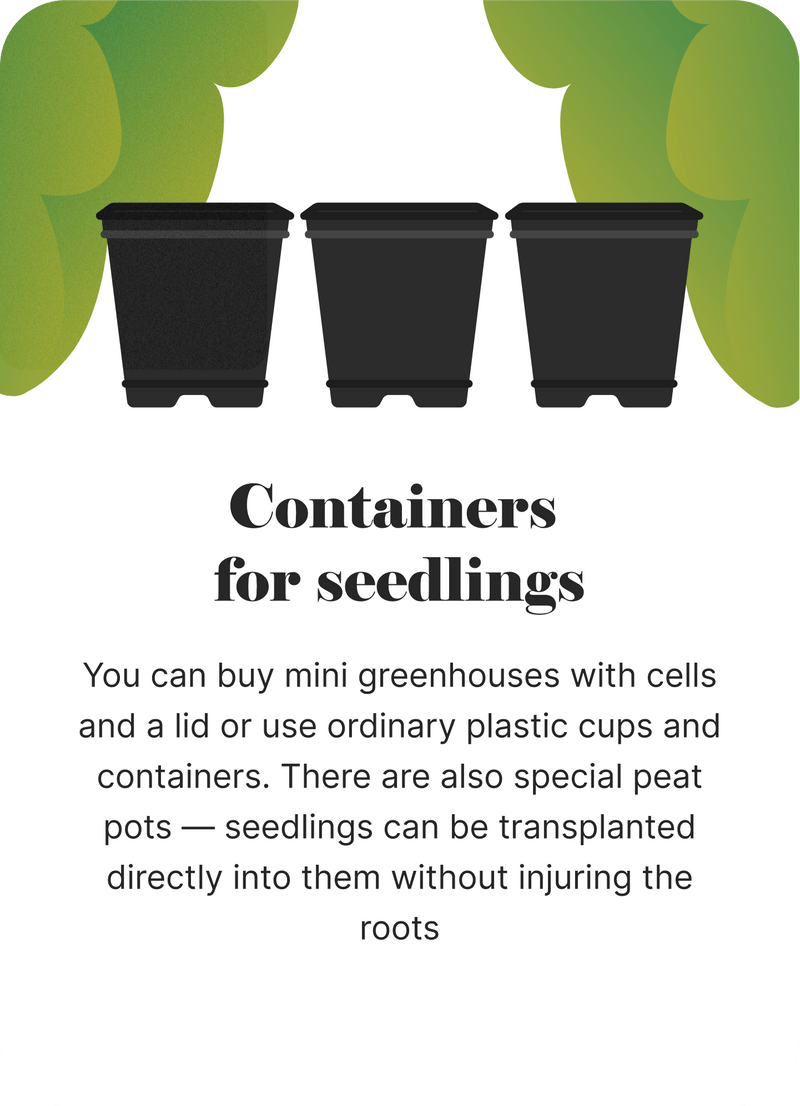 Containers
for seedlings
You can buy mini greenhouses with cells
and a lid or use ordinary plastic cups and
containers. There are also special peat
pots — seedlings can be transplanted
directly into them without injuring the
roots